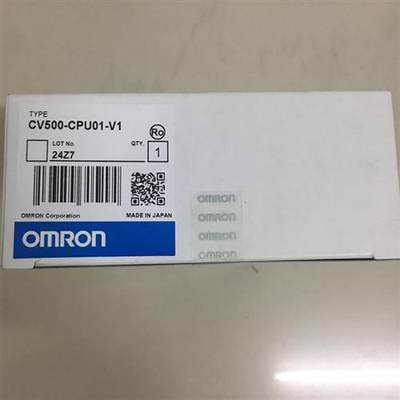 TYPE
CV500-CPU01-V1
Ro
LOT No.
24Z7
QTY.
1
OMRON Corporation
MADE IN JAPAN
OMRON
OMRON
OMRON
OMRON
OMRON